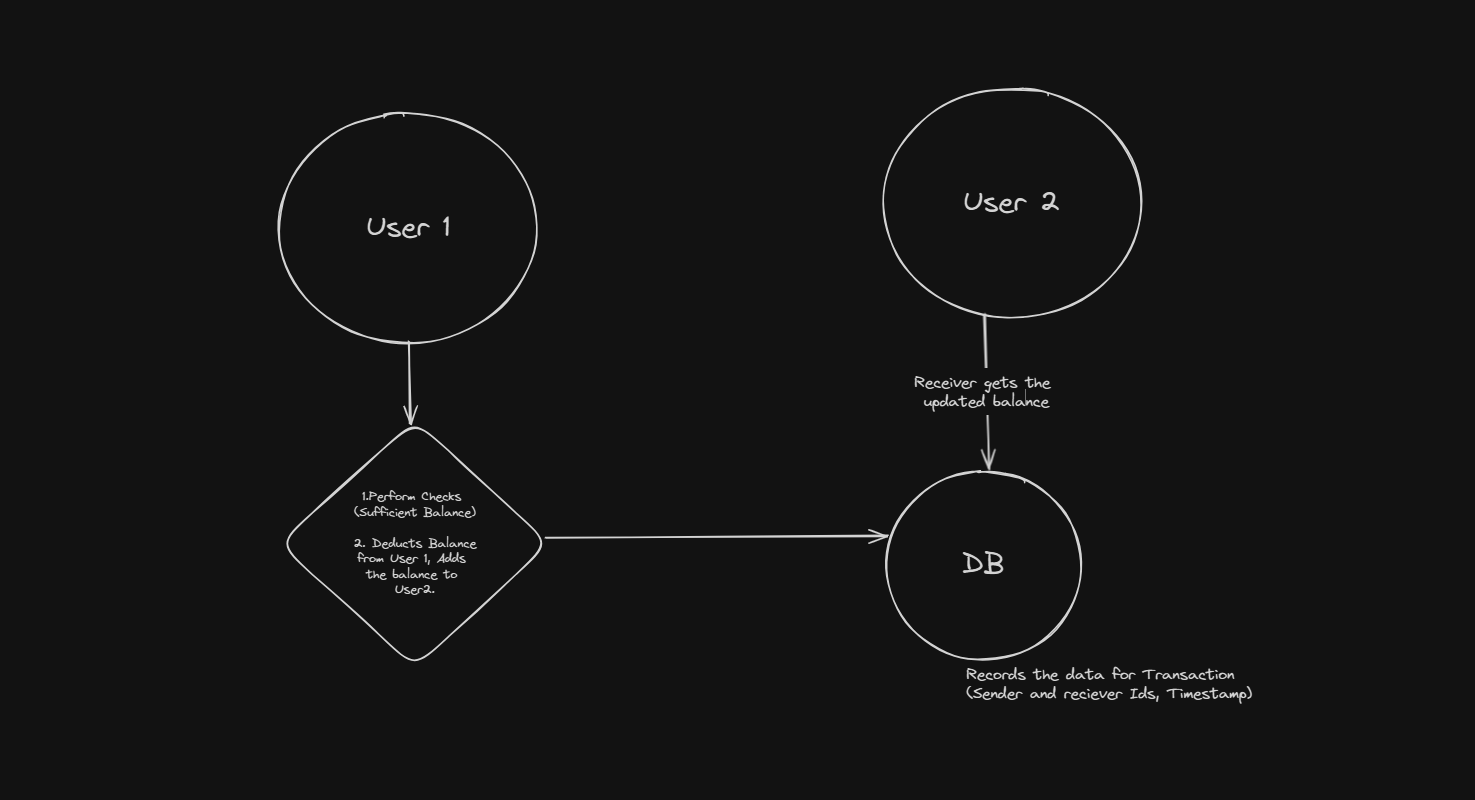 User 1
User 2
Receiver gets the
updated balance
1.Perform Checks
(Sufficient Balance)
2. Deducts Balance
from User 1, Adds
the balance to
User2.
DB
Records the data for Transaction
(Sender and reciever Ids, Timestamp)